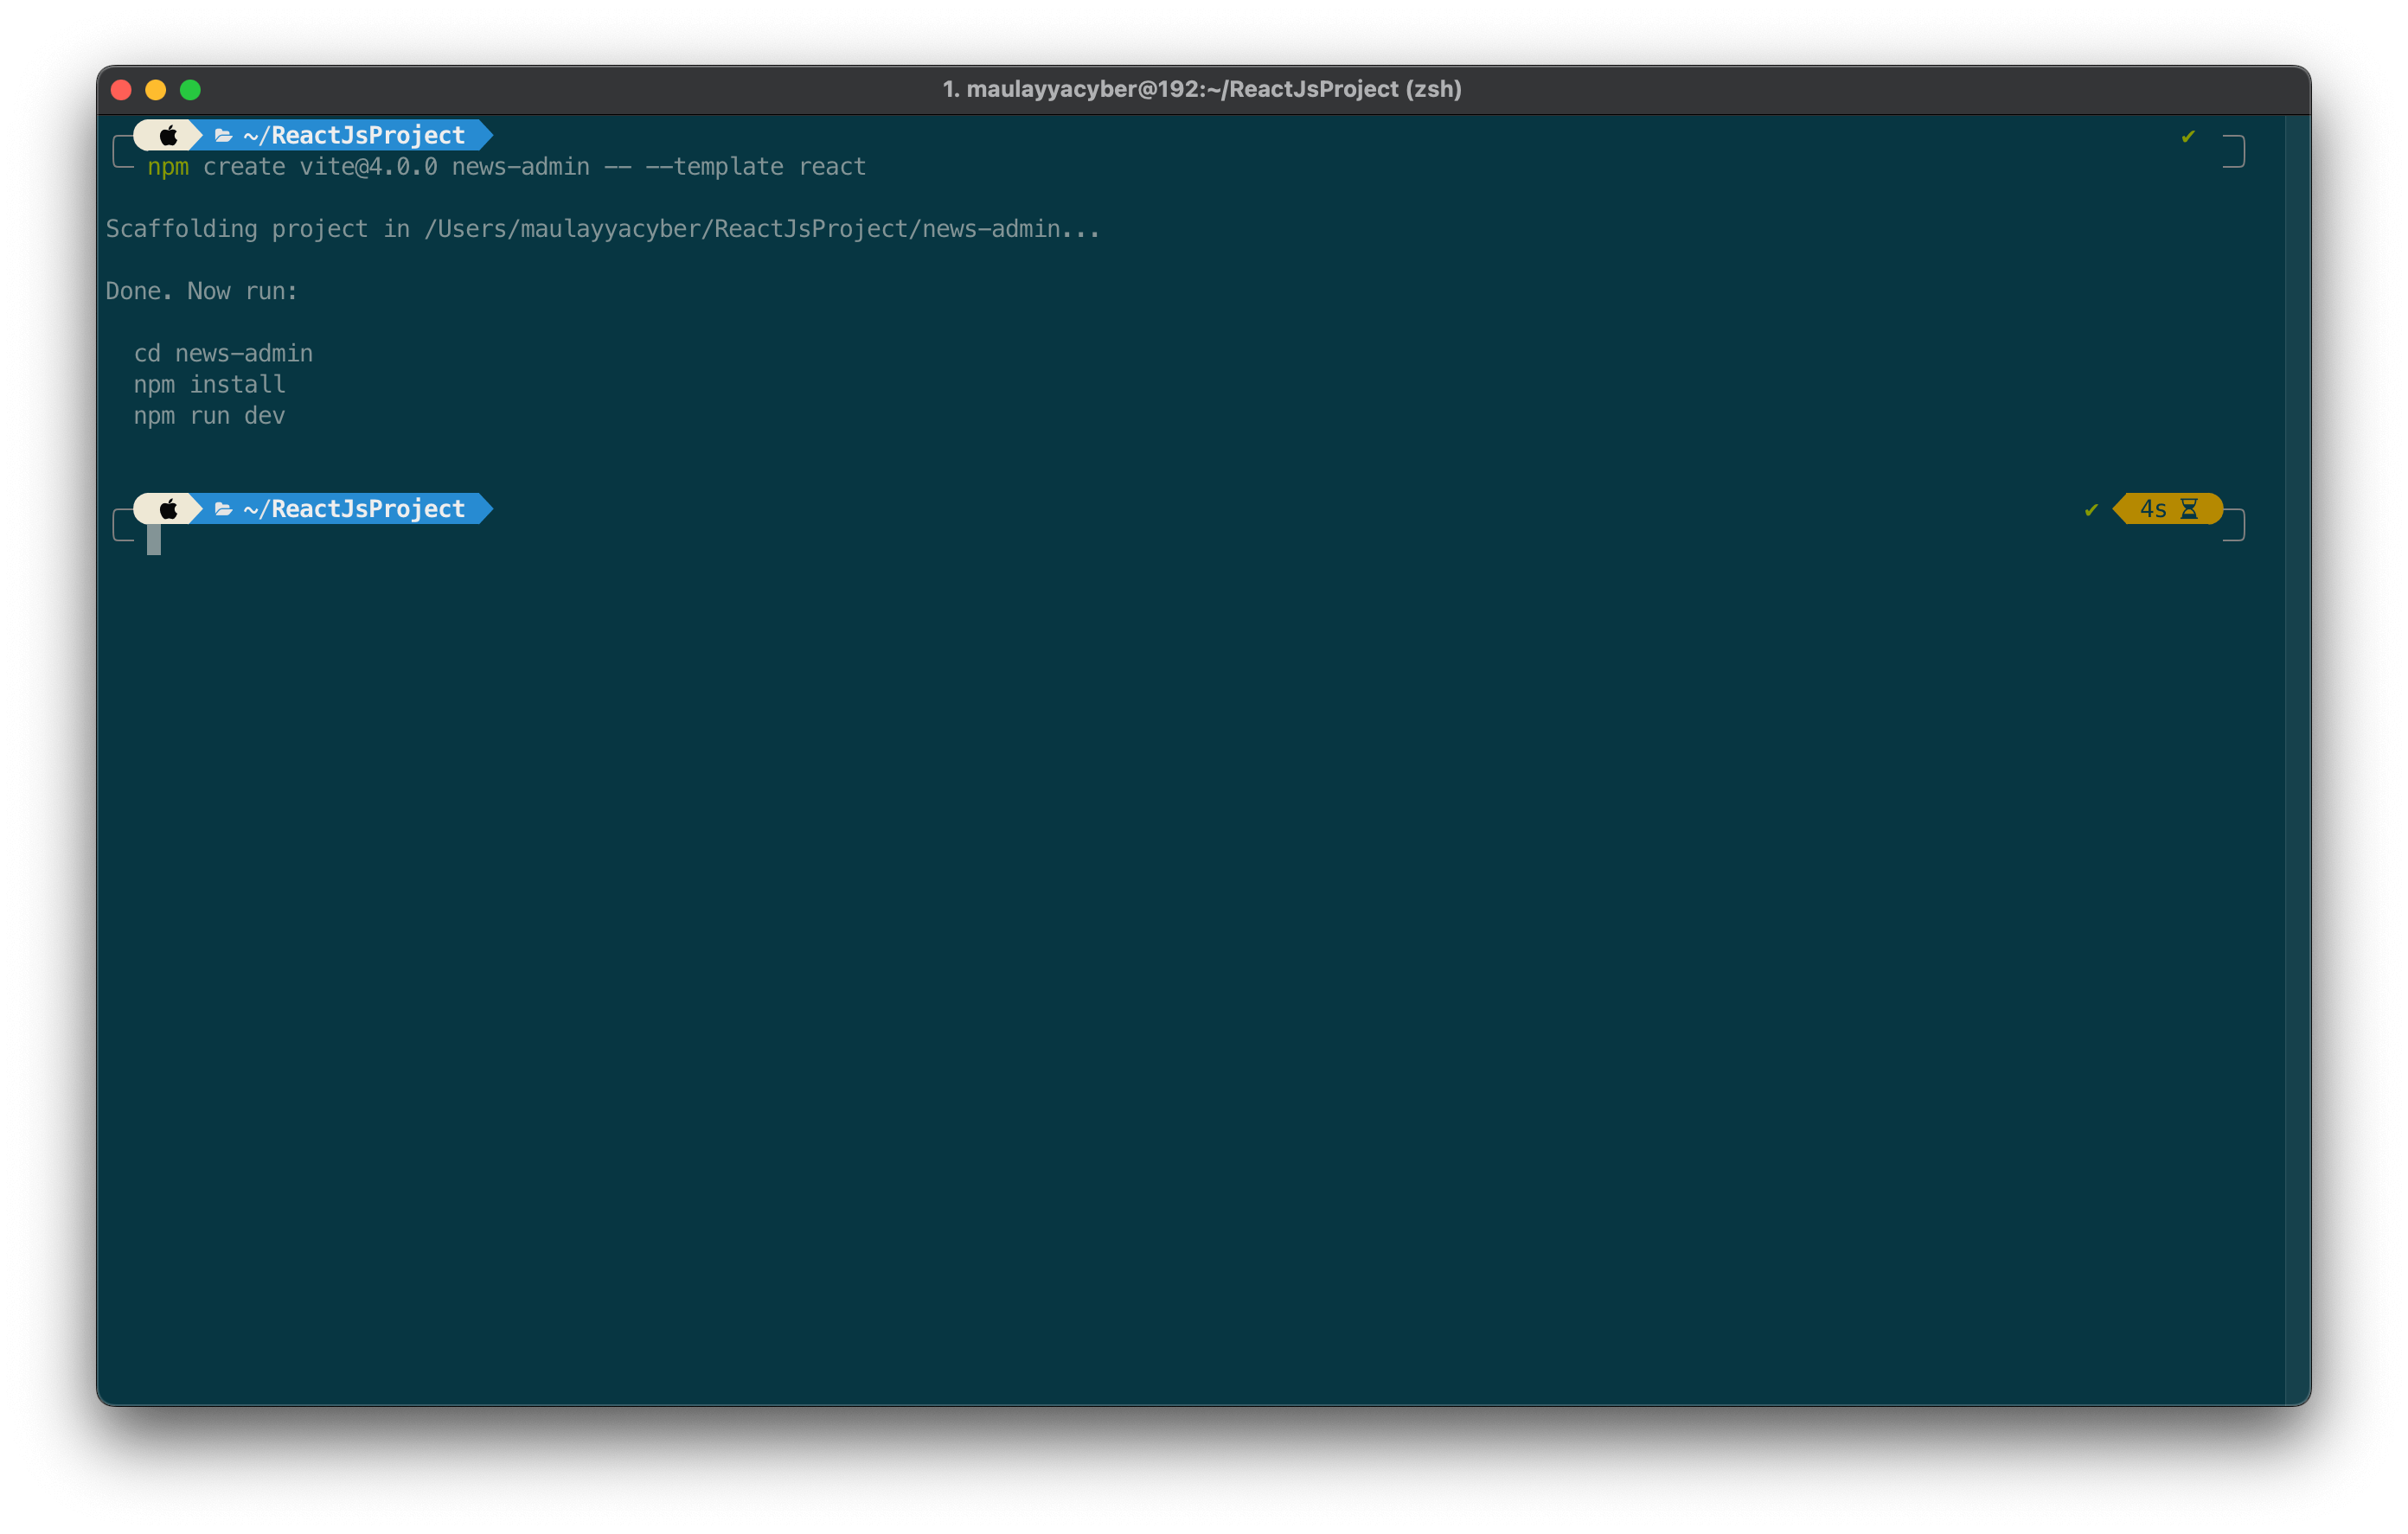 1. maulayyacyber@192:~/ReactJsProject (zsh)
~/ReactJsProject ✔
npm create vite@4.0.0 news-admin -- --template react
Scaffolding project in /Users/maulayyacyber/ReactJsProject/news-admin...
Done. Now run:
cd news-admin
npm install
npm run dev
~/ReactJsProject ✔ 4s